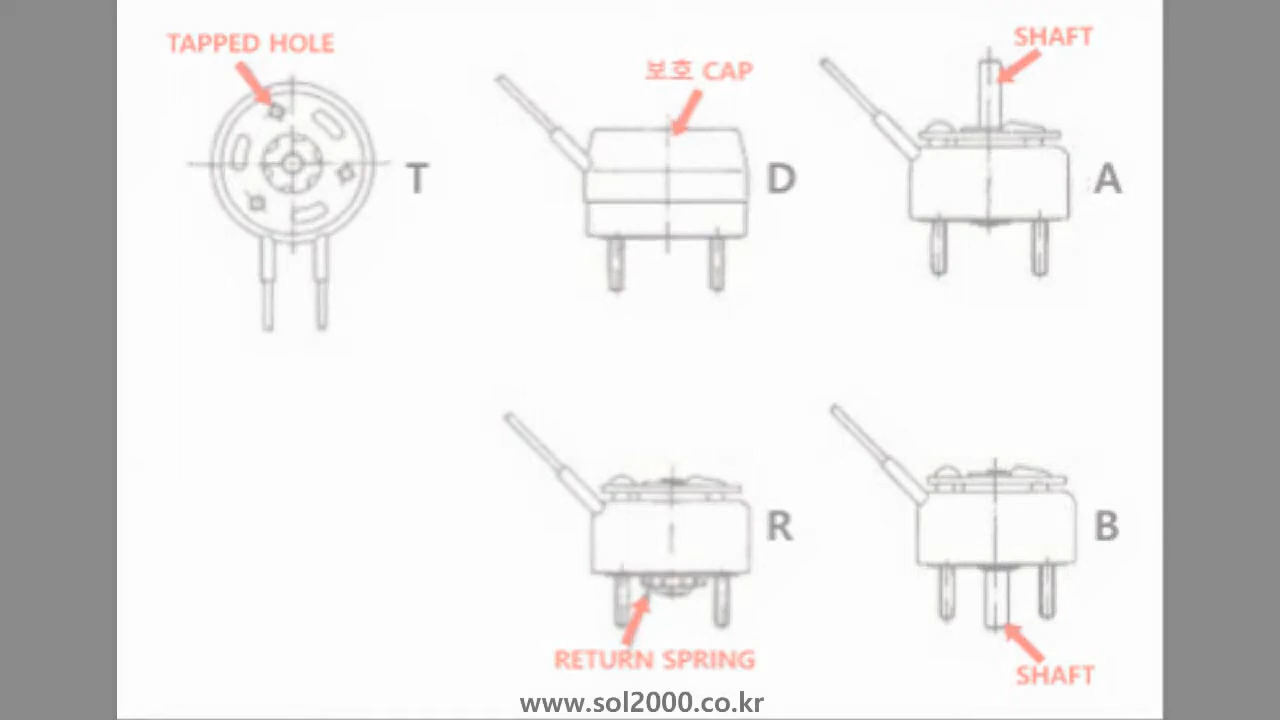 TAPPED HOLE
보호 CAP
SHAFT
T
D
A
R
B
RETURN SPRING
SHAFT
www.sol2000.co.kr